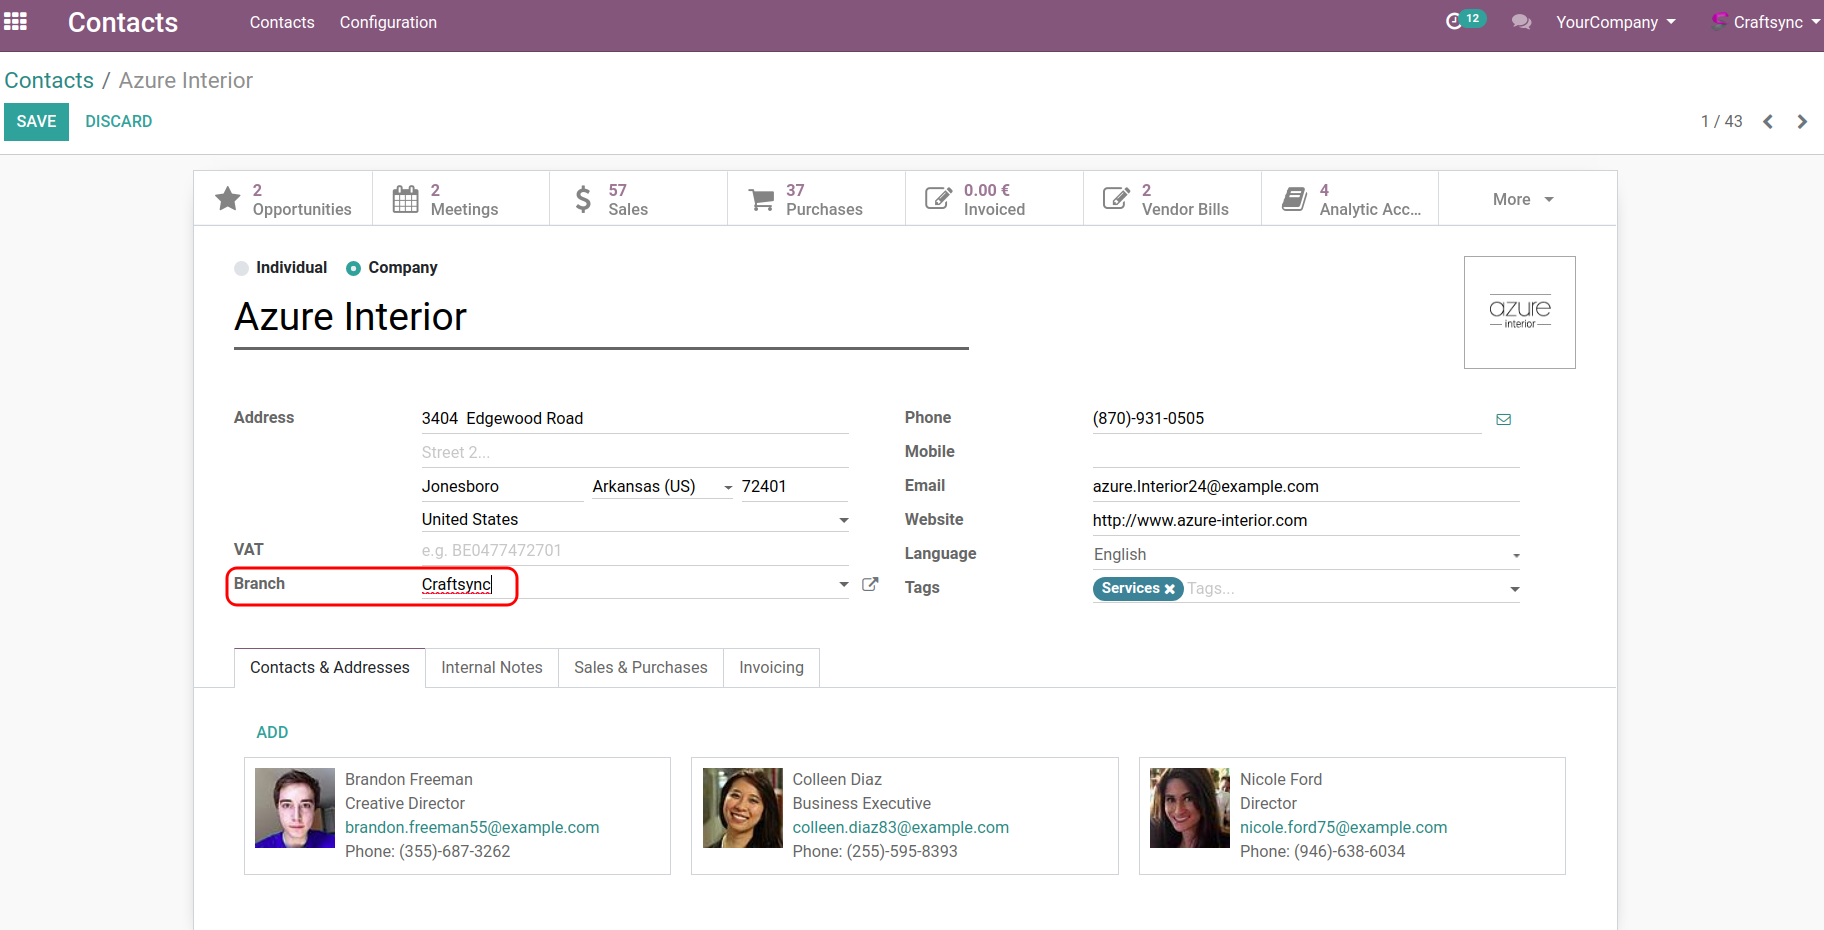 Contacts Contacts Configuration 12 YourCompany Craftsync
Contacts / Azure Interior
SAVE DISCARD 1 / 43
2 Opportunities 2 Meetings 57 Sales 37 Purchases 0.00 € Invoiced 2 Vendor Bills 4 Analytic Acc... More
Individual Company
Azure Interior
azure
interior
Address 3404 Edgewood Road
Street 2...
Jonesboro Arkansas (US) 72401
United States
VAT e.g. BE0477472701
Branch Craftsync
Phone (870)-931-0505
Mobile
Email azure.Interior24@example.com
Website http://www.azure-interior.com
Language English
Tags Services Tags...
Contacts & Addresses Internal Notes Sales & Purchases Invoicing
ADD
Brandon Freeman
Creative Director
brandon.freeman55@example.com
Phone: (355)-687-3262
Colleen Diaz
Business Executive
colleen.diaz83@example.com
Phone: (255)-595-8393
Nicole Ford
Director
nicole.ford75@example.com
Phone: (946)-638-6034